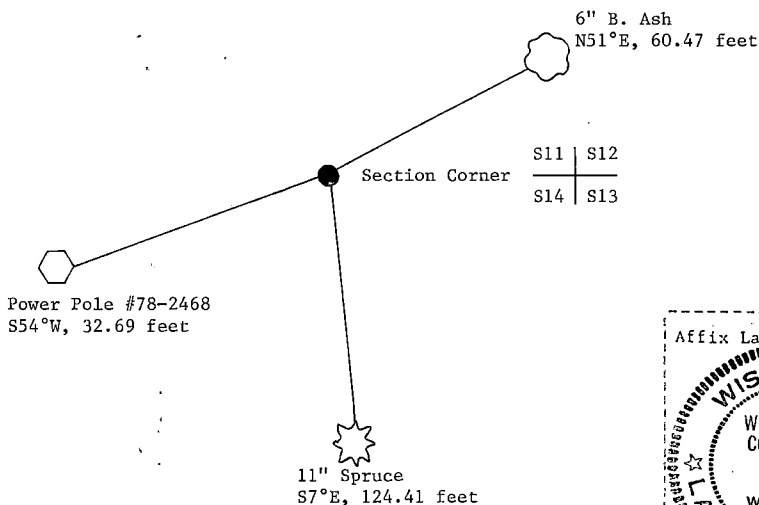 6" B. Ash
N51°E, 60.47 feet
Section Corner
S11 S12
S14 S13
Power Pole #78-2468
S54°W, 32.69 feet
11" Spruce
S7°E, 124.41 feet
Affix La
WIS
W
C
W
L